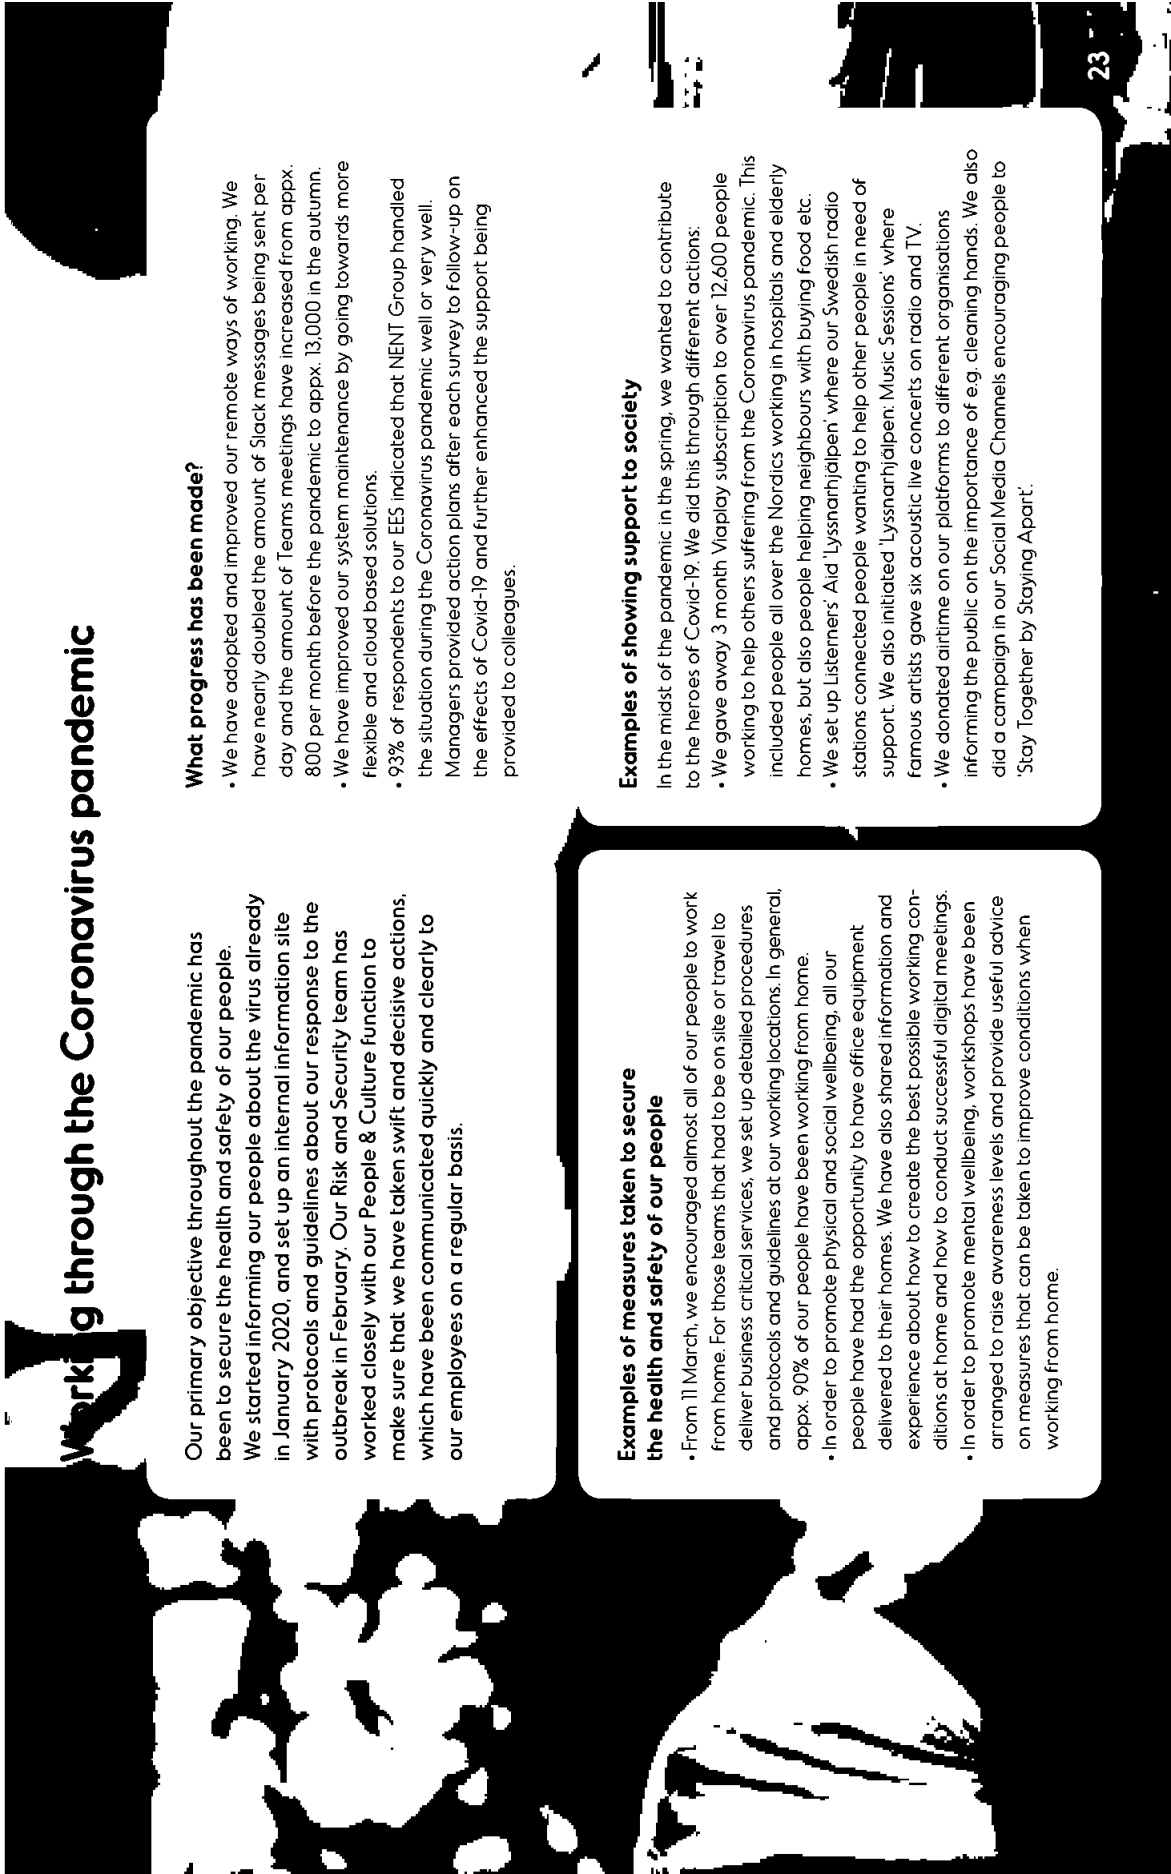 Working through the Coronavirus pandemic
Our primary objective throughout the pandemic has
been to secure the health and safety of our people.
We started informing our people about the virus already
in January 2020, and set up an internal information site
with protocols and guidelines about our response to the
outbreak in February. Our Risk and Security team has
worked closely with our People & Culture function to
make sure that we have taken swift and decisive actions,
which have been communicated quickly and clearly to
our employees on a regular basis.
What progress has been made?
• We have adopted and improved our remote ways of working. We
have nearly doubled the amount of Slack messages being sent per
day and the amount of Teams meetings have increased from appx.
800 per month before the pandemic to appx. 13,000 in the autumn.
• We have improved our system maintenance by going towards more
flexible and cloud based solutions.
• 93% of respondents to our EES indicated that NENT Group handled
the situation during the Coronavirus pandemic well or very well.
Managers provided action plans after each survey to follow-up on
the effects of Covid-19 and further enhanced the support being
provided to colleagues.
Examples of measures taken to secure
the health and safety of our people
• From 11 March, we encouraged almost all of our people to work
from home. For those teams that had to be on site or travel to
deliver business critical services, we set up detailed procedures
and protocols and guidelines at our working locations. In general,
appx. 90% of our people have been working from home.
• In order to promote physical and social wellbeing, all our
people have had the opportunity to have office equipment
delivered to their homes. We have also shared information and
experience about how to create the best possible working con-
ditions at home and how to conduct successful digital meetings.
• In order to promote mental wellbeing, workshops have been
arranged to raise awareness levels and provide useful advice
on measures that can be taken to improve conditions when
working from home.
Examples of showing support to society
In the midst of the pandemic in the spring, we wanted to contribute
to the heroes of Covid-19. We did this through different actions:
• We gave away 3 month Viaplay subscription to over 12,600 people
working to help others suffering from the Coronavirus pandemic. This
included people all over the Nordics working in hospitals and elderly
homes, but also people helping neighbours with buying food etc.
• We set up Listeners' Aid 'Lyssnarhjälpen' where our Swedish radio
stations connected people wanting to help other people in need of
support. We also initiated 'Lyssnarhjälpen: Music Sessions' where
famous artists gave six acoustic live concerts on radio and TV.
• We donated airtime on our platforms to different organisations
informing the public on the importance of e.g. cleaning hands. We also
did a campaign in our Social Media Channels encouraging people to
'Stay Together by Staying Apart'.
23